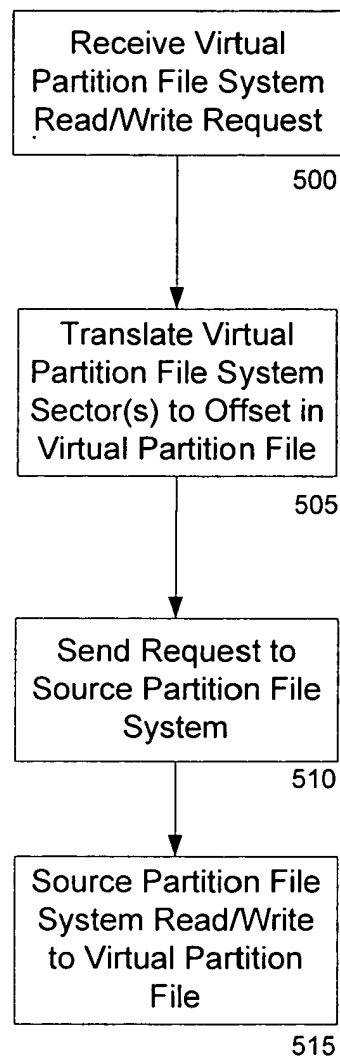 Receive Virtual
Partition File System
Read/Write Request
500
Translate Virtual
Partition File System
Sector(s) to Offset in
Virtual Partition File
505
Send Request to
Source Partition File
System
510
Source Partition File
System Read/Write
to Virtual Partition
File
515